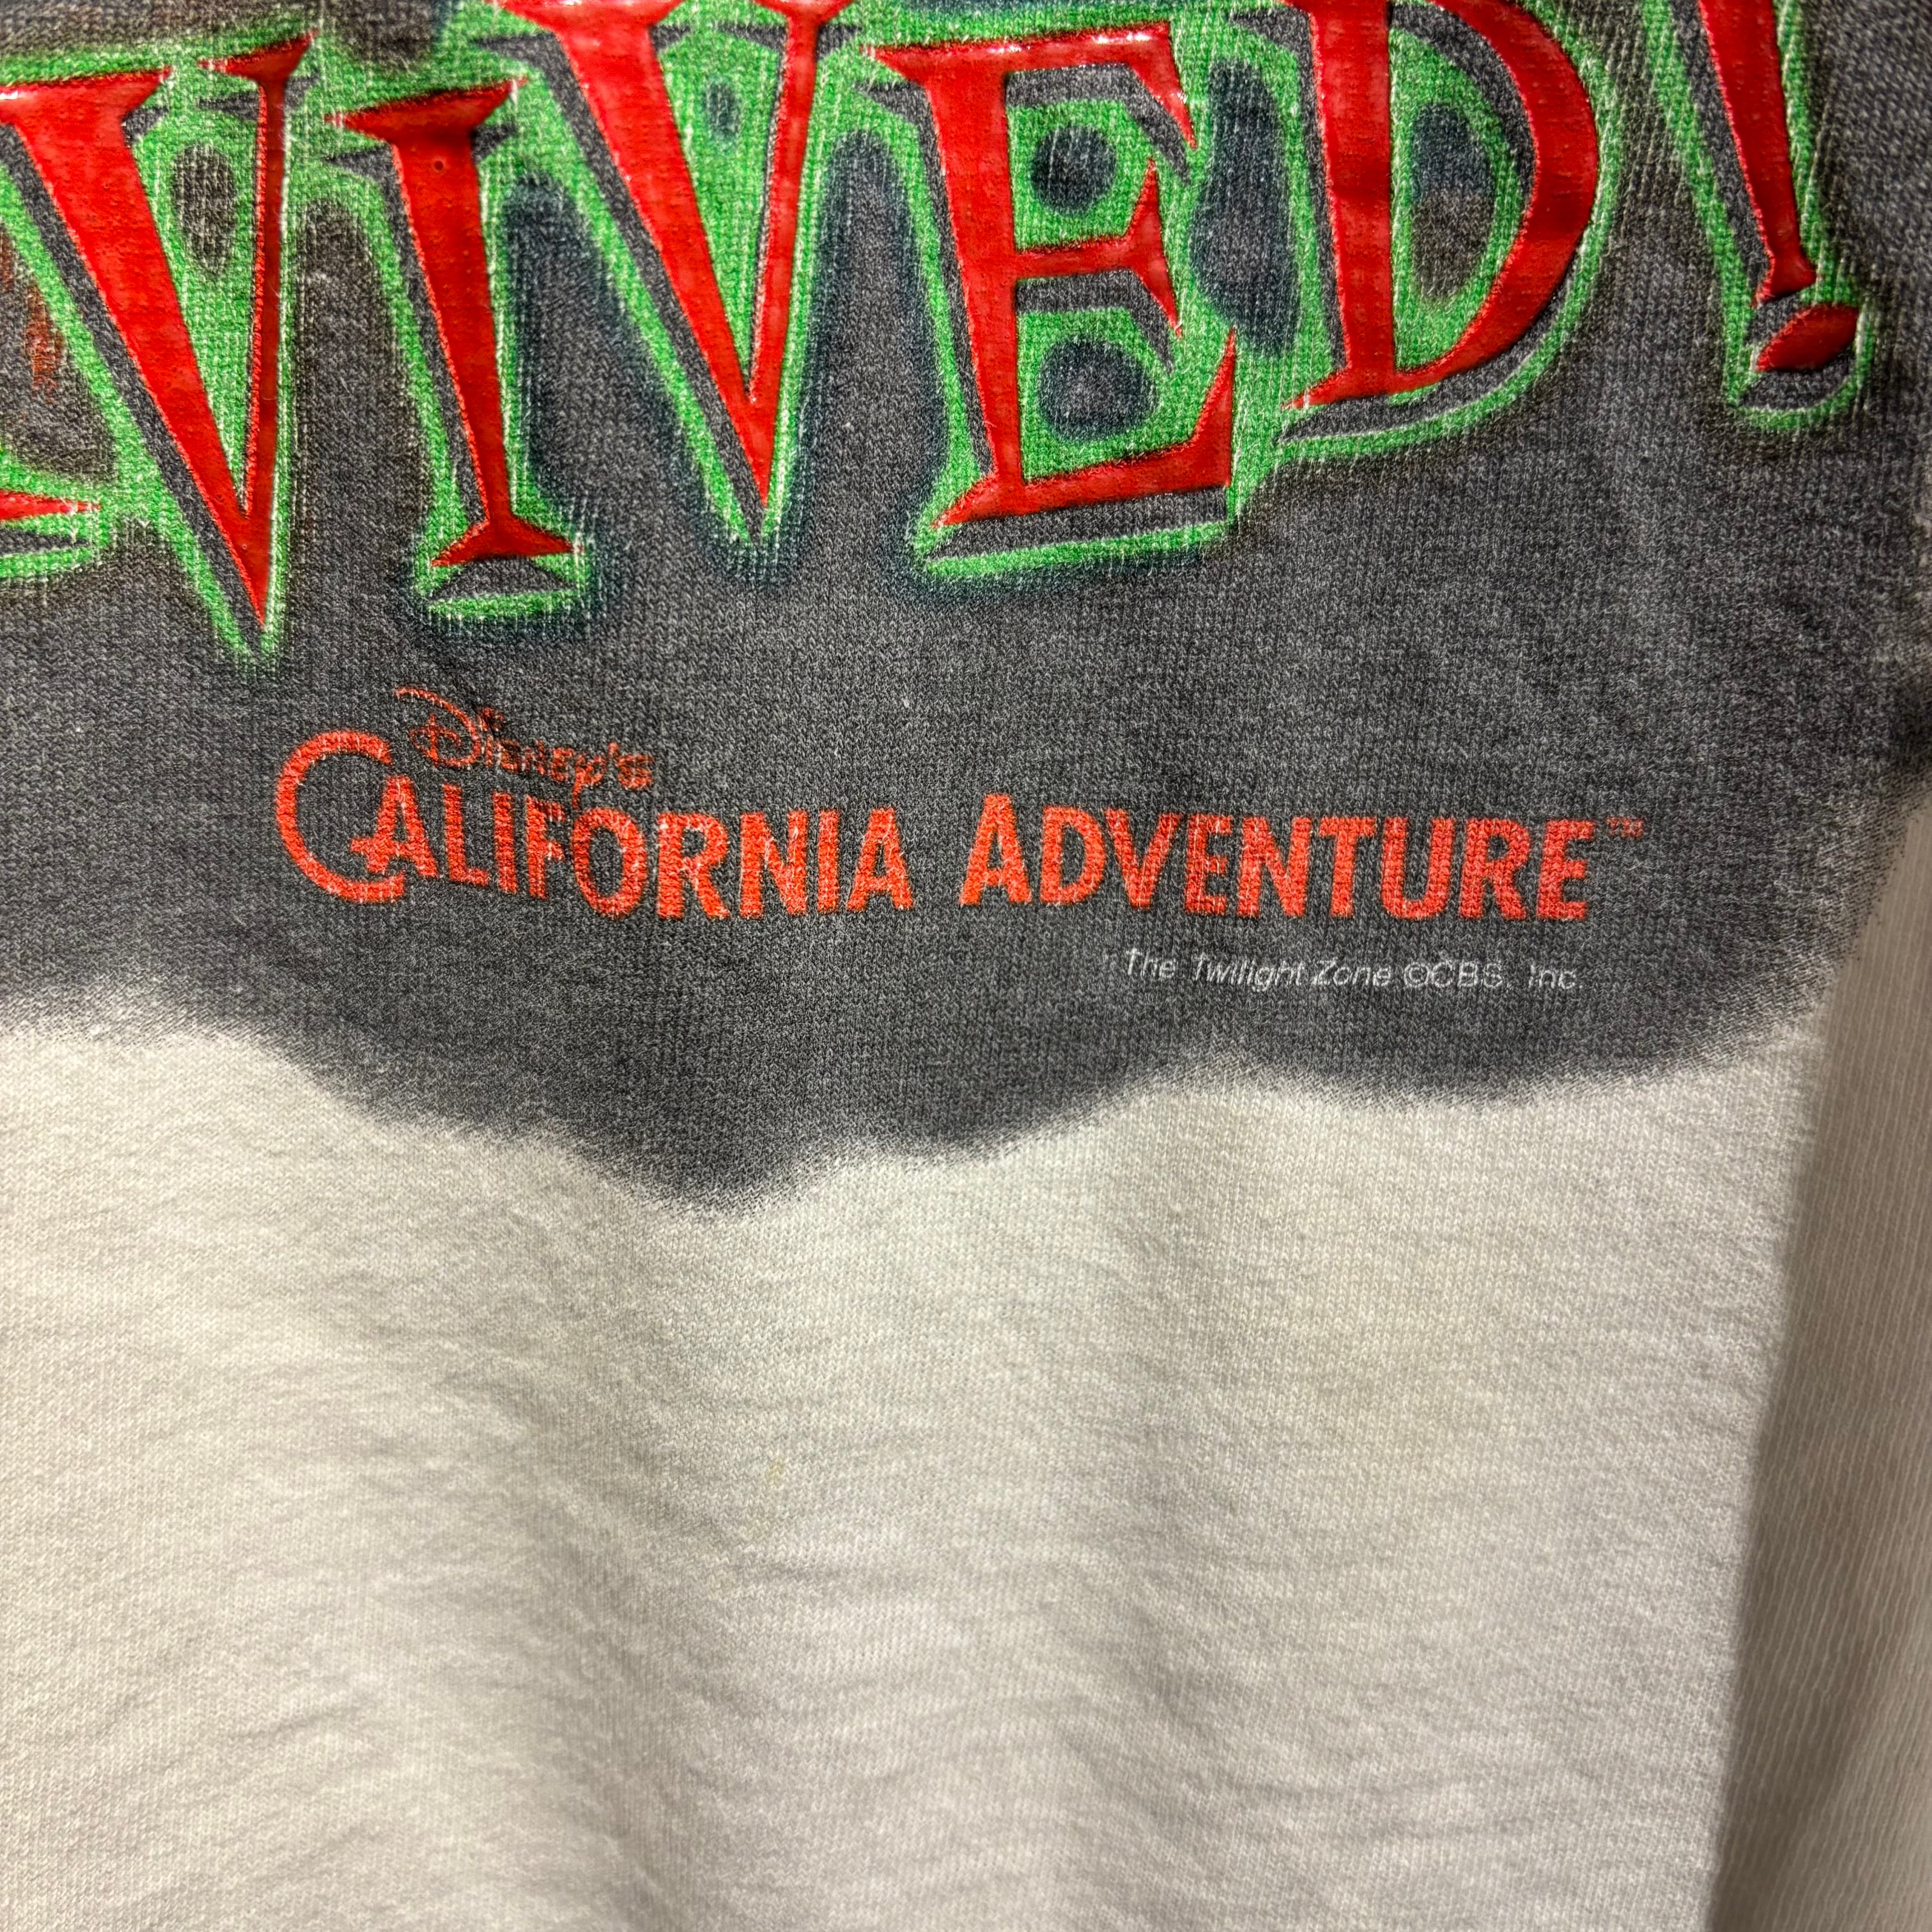 VIVED!
Disney's
CALIFORNIA ADVENTURE™
The Twilight Zone ©CBS, Inc.